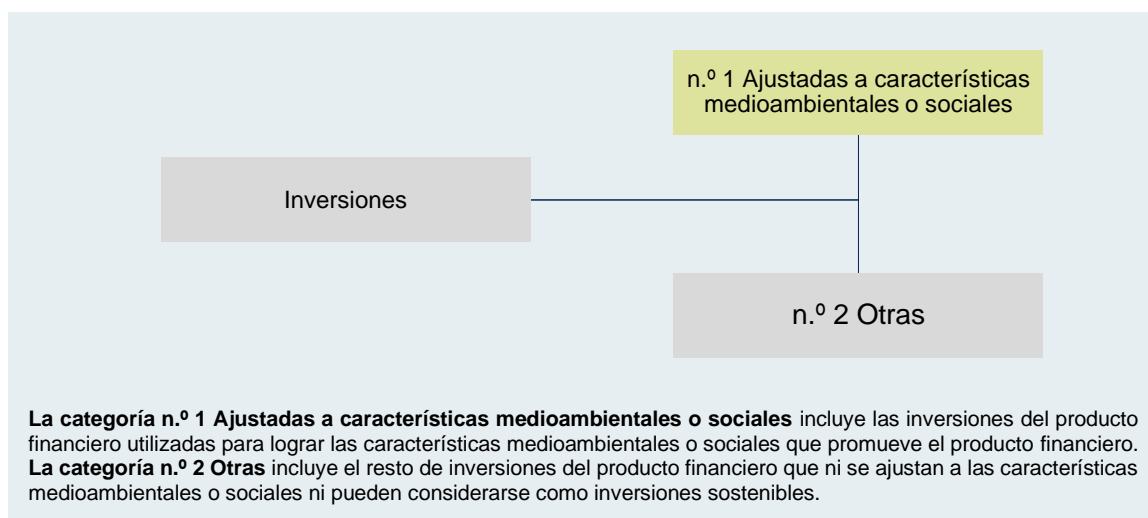 n.º 1 Ajustadas a características
medioambientales o sociales
Inversiones
n.º 2 Otras
La categoría n.º 1 Ajustadas a características medioambientales o sociales incluye las inversiones del producto
financiero utilizadas para lograr las características medioambientales o sociales que promueve el producto financiero.
La categoría n.º 2 Otras incluye el resto de inversiones del producto financiero que ni se ajustan a las características
medioambientales o sociales ni pueden considerarse como inversiones sostenibles.